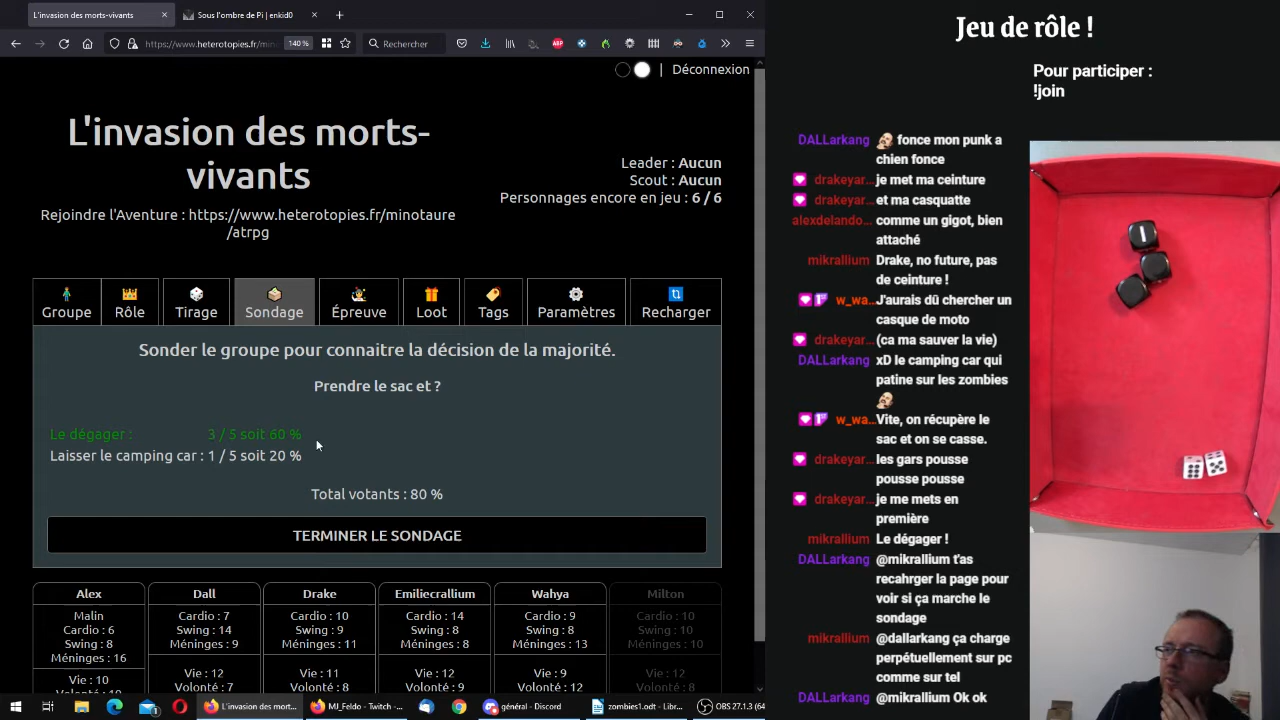 L'invasion des morts-vivants
Sous l'ombre de Pi | enkid0
https://www.heterotopies.fr/mino
140 %
Rechercher
ABP
| Déconnexion
L'invasion des morts-
vivants
Leader : Aucun
Scout : Aucun
Personnages encore en jeu : 6 / 6
Rejoindre l'Aventure : https://www.heterotopies.fr/minotaure
/atrpg
Groupe
Rôle
Tirage
Sondage
Épreuve
Loot
Tags
Paramètres
Recharger
Sonder le groupe pour connaitre la décision de la majorité.
Prendre le sac et ?
Le dégager : 3 / 5 soit 60 %
Laisser le camping car : 1 / 5 soit 20 %
Total votants : 80 %
TERMINER LE SONDAGE
Alex
Malin
Cardio : 6
Swing : 8
Méninges : 16
Vie : 10
Dall
Cardio : 7
Swing : 14
Méninges : 9
Vie : 12
Volonté : 7
Drake
Cardio : 10
Swing : 9
Méninges : 11
Vie : 11
Volonté : 8
Emiliecrallium
Cardio : 14
Swing : 8
Méninges : 8
Vie : 12
Volonté : 8
Wahya
Cardio : 9
Swing : 8
Méninges : 13
Vie : 9
Volonté : 12
Milton
Cardio : 10
Swing : 10
Méninges : 10
Vie : 12
Volonté : 8
L'invasion des mort...
MJ_Feldo - Twitch -...
général - Discord
zombies1.odt - Libr...
OBS 27.1.3 (64
Jeu de rôle !
Pour participer :
!join
DALLarkang fonce mon punk a
chien fonce
drakeyar... je met ma ceinture
drakeyar... et ma casquatte
alexdelando... comme un gigot, bien
attaché
mikrallium Drake, no future, pas
de ceinture !
w_wa... J'aurais dû chercher un
casque de moto
drakeyar... (ca ma sauver la vie)
DALLarkang xD le camping car qui
patine sur les zombies
w_wa... Vite, on récupère le
sac et on se casse.
drakeyar... les gars pousse
pousse pousse
drakeyar... je me mets en
première
mikrallium Le dégager !
DALLarkang @mikrallium t'as
recahrger la page pour
voir si ça marche le
sondage
mikrallium @dallarkang ça charge
perpétuellement sur pc
comme sur tel
DALLarkang @mikrallium Ok ok